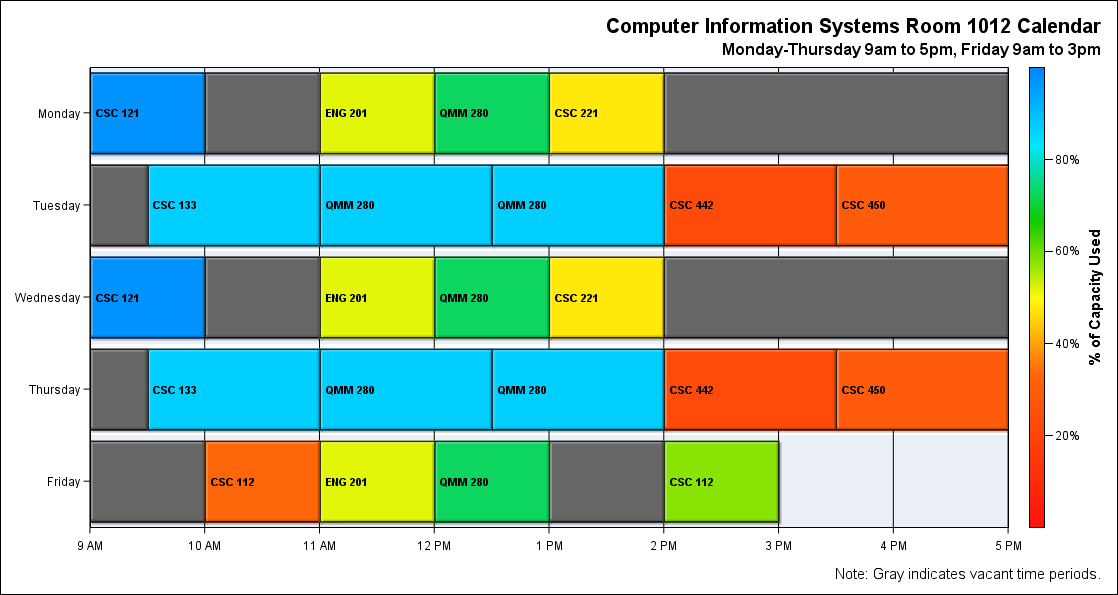 Computer Information Systems Room 1012 Calendar
Monday-Thursday 9am to 5pm, Friday 9am to 3pm
Monday
CSC 121
ENG 201
QMM 280
CSC 221
Tuesday
CSC 133
QMM 280
QMM 280
CSC 442
CSC 450
Wednesday
CSC 121
ENG 201
QMM 280
CSC 221
Thursday
CSC 133
QMM 280
QMM 280
CSC 442
CSC 450
Friday
CSC 112
ENG 201
QMM 280
CSC 112
9 AM
10 AM
11 AM
12 PM
1 PM
2 PM
3 PM
4 PM
5 PM
80%
60%
40%
20%
% of Capacity Used
Note: Gray indicates vacant time periods.